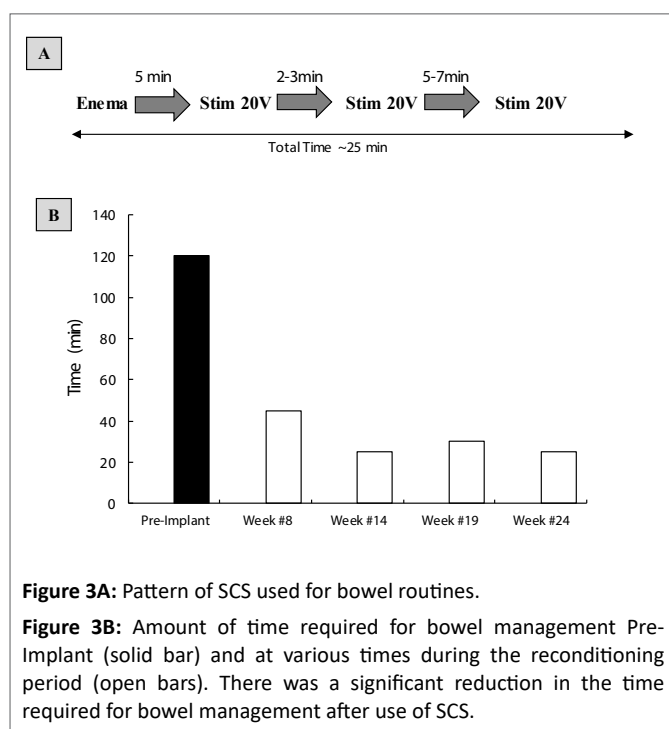 A
5 min 2-3min 5-7min
Enema Stim 20V Stim 20V Stim 20V
Total Time ~25 min
B
140
120
100
80
60
40
20
0
Time (min)
Pre-Implant Week #8 Week #14 Week #19 Week #24
Figure 3A: Pattern of SCS used for bowel routines.
Figure 3B: Amount of time required for bowel management Pre-
Implant (solid bar) and at various times during the reconditioning
period (open bars). There was a significant reduction in the time
required for bowel management after use of SCS.